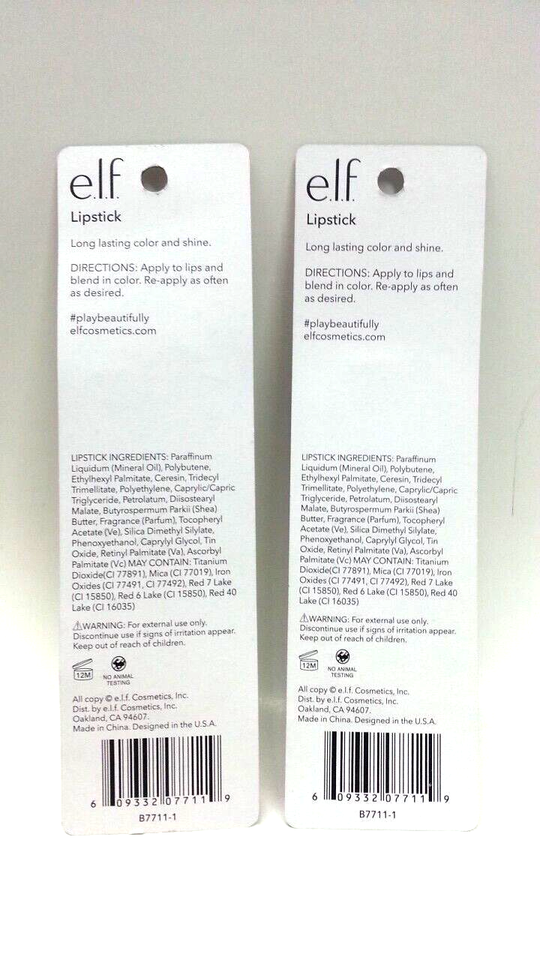 e.l.f.
Lipstick
Long lasting color and shine.
DIRECTIONS: Apply to lips and
blend in color. Re-apply as often
as desired.
#playbeautifully
elfcosmetics.com
LIPSTICK INGREDIENTS: Paraffinum
Liquidum (Mineral Oil), Polybutene,
Ethylhexyl Palmitate, Ceresin, Tridecyl
Trimellitate, Polyethylene, Caprylic/Capric
Triglyceride, Petrolatum, Diisostearyl
Malate, Butyrospermum Parkii (Shea)
Butter, Fragrance (Parfum), Tocopheryl
Acetate (Ve), Silica Dimethyl Silylate,
Phenoxyethanol, Caprylyl Glycol, Tin
Oxide, Retinyl Palmitate (Va), Ascorbyl
Palmitate (Vc) MAY CONTAIN: Titanium
Dioxide(CI 77891), Mica (CI 77019), Iron
Oxides (CI 77491, CI 77492), Red 7 Lake
(CI 15850), Red 6 Lake (CI 15850), Red 40
Lake (CI 16035)
⚠WARNING: For external use only.
Discontinue use if signs of irritation appear.
Keep out of reach of children.
12M
NO ANIMAL
TESTING
All copy © e.l.f. Cosmetics, Inc.
Dist. by e.l.f. Cosmetics, Inc.
Oakland, CA 94607.
Made in China. Designed in the U.S.A.
6 09332 07711 9
B7711-1
e.l.f.
Lipstick
Long lasting color and shine.
DIRECTIONS: Apply to lips and
blend in color. Re-apply as often
as desired.
#playbeautifully
elfcosmetics.com
LIPSTICK INGREDIENTS: Paraffinum
Liquidum (Mineral Oil), Polybutene,
Ethylhexyl Palmitate, Ceresin, Tridecyl
Trimellitate, Polyethylene, Caprylic/Capric
Triglyceride, Petrolatum, Diisostearyl
Malate, Butyrospermum Parkii (Shea)
Butter, Fragrance (Parfum), Tocopheryl
Acetate (Ve), Silica Dimethyl Silylate,
Phenoxyethanol, Caprylyl Glycol, Tin
Oxide, Retinyl Palmitate (Va), Ascorbyl
Palmitate (Vc) MAY CONTAIN: Titanium
Dioxide(CI 77891), Mica (CI 77019), Iron
Oxides (CI 77491, CI 77492), Red 7 Lake
(CI 15850), Red 6 Lake (CI 15850), Red 40
Lake (CI 16035)
⚠WARNING: For external use only.
Discontinue use if signs of irritation appear.
Keep out of reach of children.
12M
NO ANIMAL
TESTING
All copy © e.l.f. Cosmetics, Inc.
Dist. by e.l.f. Cosmetics, Inc.
Oakland, CA 94607.
Made in China. Designed in the U.S.A.
6 09332 07711 9
B7711-1